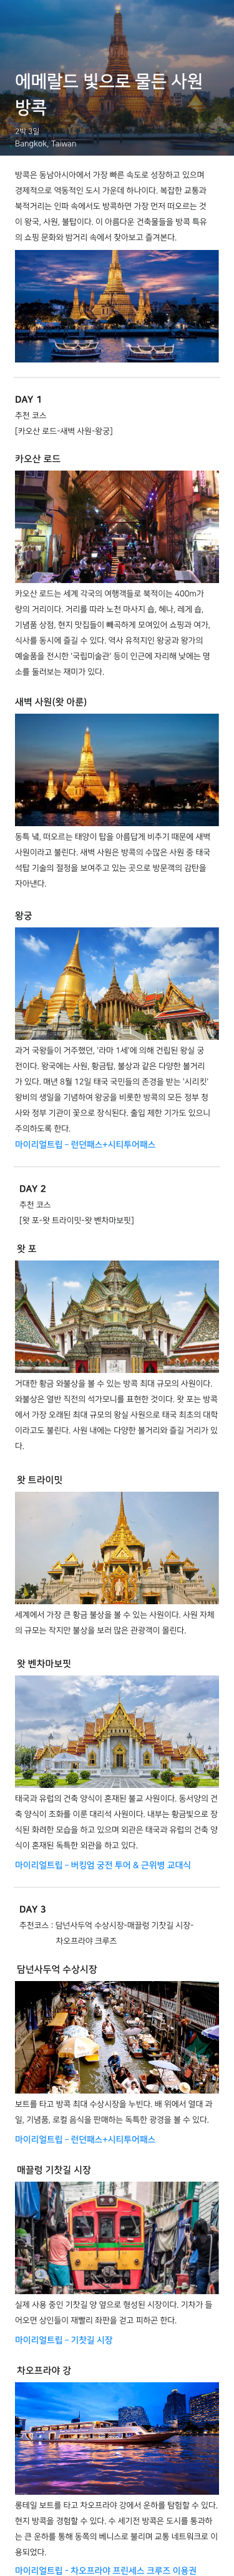 에메랄드 빛으로 물든 사원
방콕
2박 3일
Bangkok, Taiwan
방콕은 동남아시아에서 가장 빠른 속도로 성장하고 있으며
경제적으로 역동적인 도시 가운데 하나이다. 복잡한 교통과
북적거리는 인파 속에서도 방콕하면 가장 먼저 떠오르는 것
이 왕궁, 사원, 불탑이다. 이 아름다운 건축물들을 방콕 특유
의 쇼핑 문화와 밤거리 속에서 찾아보고 즐겨본다.
DAY 1
추천 코스
[카오산 로드-새벽 사원-왕궁]
카오산 로드
카오산 로드는 세계 각국의 여행객들로 북적이는 400m가
량의 거리이다. 거리를 따라 노천 마사지 숍, 헤나, 레게 숍,
기념품 상점, 현지 맛집들이 빼곡하게 모여있어 쇼핑과 여가,
식사를 동시에 즐길 수 있다. 역사 유적지인 왕궁과 왕가의
예술품을 전시한 '국립미술관' 등이 인근에 자리해 낮에는 명
소를 둘러보는 재미가 있다.
새벽 사원(왓 아룬)
동특 녘, 떠오르는 태양이 탑을 아름답게 비추기 때문에 새벽
사원이라고 불린다. 새벽 사원은 방콕의 수많은 사원 중 태국
석탑 기술의 절정을 보여주고 있는 곳으로 방문객의 감탄을
자아낸다.
왕궁
과거 국왕들이 거주했던, '라마 1세'에 의해 건립된 왕실 궁
전이다. 왕국에는 사원, 황금탑, 불상과 같은 다양한 볼거리
가 있다. 매년 8월 12일 태국 국민들의 존경을 받는 '시리킷'
왕비의 생일을 기념하여 왕궁을 비롯한 방콕의 모든 정부 청
사와 정부 기관이 꽃으로 장식된다. 출입 제한 기가도 있으니
주의하도록 한다.
마이리얼트립 – 런던패스+시티투어패스
DAY 2
추천 코스
[왓 포-왓 트라이밋-왓 벤차마보핏]
왓 포
거대한 황금 와불상을 볼 수 있는 방콕 최대 규모의 사원이다.
와불상은 열반 직전의 석가모니를 표현한 것이다. 왓 포는 방콕
에서 가장 오래된 최대 규모의 왕실 사원으로 태국 최초의 대학
이라고도 불린다. 사원 내에는 다양한 볼거리와 즐길 거리가 있
다.
왓 트라이밋
세계에서 가장 큰 황금 불상을 볼 수 있는 사원이다. 사원 자체
의 규모는 작지만 불상을 보러 많은 관광객이 몰린다.
왓 벤차마보핏
태국과 유럽의 건축 양식이 혼재된 불교 사원이다. 동서양의 건
축 양식이 조화를 이룬 대리석 사원이다. 내부는 황금빛으로 장
식된 화려한 모습을 하고 있으며 외관은 태국과 유럽의 건축 양
식이 혼재된 독특한 외관을 하고 있다.
마이리얼트립 – 버킹엄 궁전 투어 & 근위병 교대식
DAY 3
추천코스 : 담넌사두억 수상시장-매끌렁 기찻길 시장-
차오프라야 크루즈
담넌사두억 수상시장
보트를 타고 방콕 최대 수상시장을 누빈다. 배 위에서 열대 과
일, 기념품, 로컬 음식을 판매하는 독특한 광경을 볼 수 있다.
마이리얼트립 – 런던패스+시티투어패스
매끌렁 기찻길 시장
실제 사용 중인 기찻길 양 옆으로 형성된 시장이다. 기차가 들
어오면 상인들이 재빨리 좌판을 걷고 피하곤 한다.
마이리얼트립 – 기찻길 시장
차오프라야 강
롱테일 보트를 타고 차오프라야 강에서 운하를 탐험할 수 있다.
현지 방콕을 경험할 수 있다. 수 세기전 방콕은 도시를 통과하
는 큰 운하를 통해 동쪽의 베니스로 불리며 교통 네트워크로 이
용되었다.
마이리얼트립 - 차오프라야 프린세스 크루즈 이용권